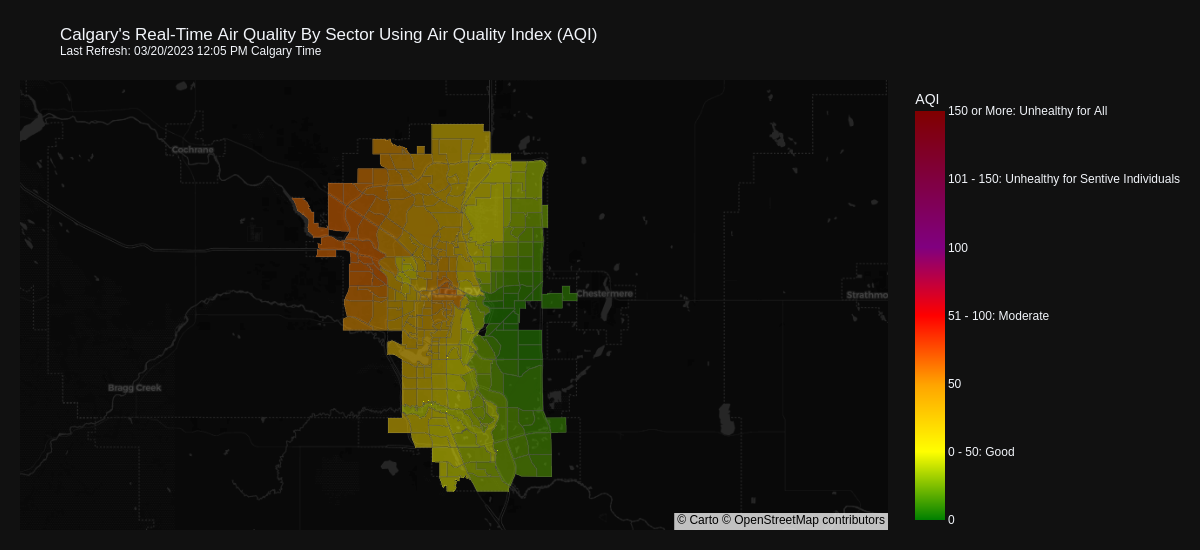 Calgary's Real-Time Air Quality By Sector Using Air Quality Index (AQI)
Last Refresh: 03/20/2023 12:05 PM Calgary Time
AQI
150 or More: Unhealthy for All
101 - 150: Unhealthy for Sentive Individuals
100
51 - 100: Moderate
50
0 - 50: Good
0
Cochrane
Chestermere
Strathmo
Bragg Creek
© Carto © OpenStreetMap contributors